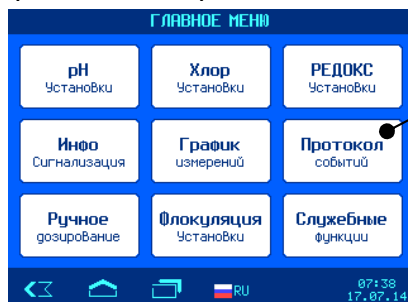 ГЛАВНОЕ МЕНЮ
pH Хлор РЕДОКС
Установки Установки Установки
Инфо График Протокол
Сигнализация измерений событий
Ручное Флокуляция Служебные
дозирование Установки функции
RU 07:38
17.07.14